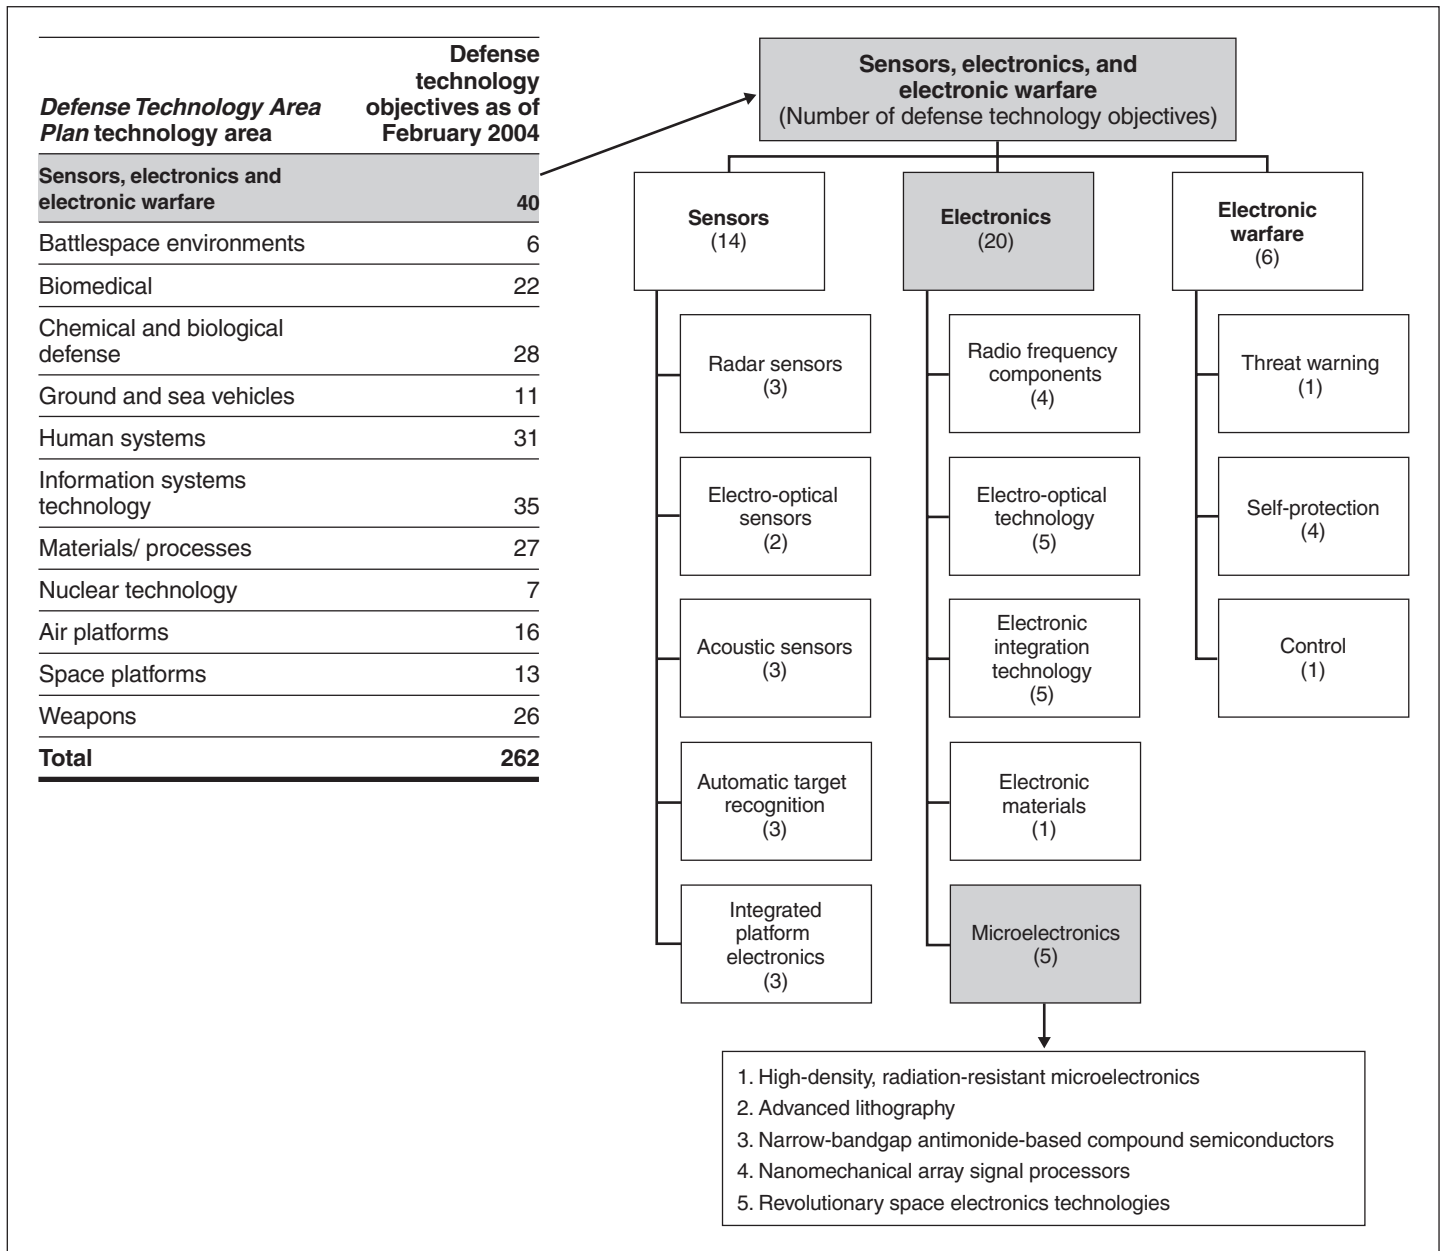 Defense Technology Area
Plan technology area
Defense
technology
objectives as of
February 2004
Sensors, electronics and
electronic warfare 40
Battlespace environments 6
Biomedical 22
Chemical and biological
defense 28
Ground and sea vehicles 11
Human systems 31
Information systems
technology 35
Materials/ processes 27
Nuclear technology 7
Air platforms 16
Space platforms 13
Weapons 26
Total 262
Sensors, electronics, and
electronic warfare
(Number of defense technology objectives)
Sensors
(14)
Radar sensors
(3)
Electro-optical
sensors
(2)
Acoustic sensors
(3)
Automatic target
recognition
(3)
Integrated
platform
electronics
(3)
Electronics
(20)
Radio frequency
components
(4)
Electro-optical
technology
(5)
Electronic
integration
technology
(5)
Electronic
materials
(1)
Microelectronics
(5)
Electronic
warfare
(6)
Threat warning
(1)
Self-protection
(4)
Control
(1)
1. High-density, radiation-resistant microelectronics
2. Advanced lithography
3. Narrow-bandgap antimonide-based compound semiconductors
4. Nanomechanical array signal processors
5. Revolutionary space electronics technologies